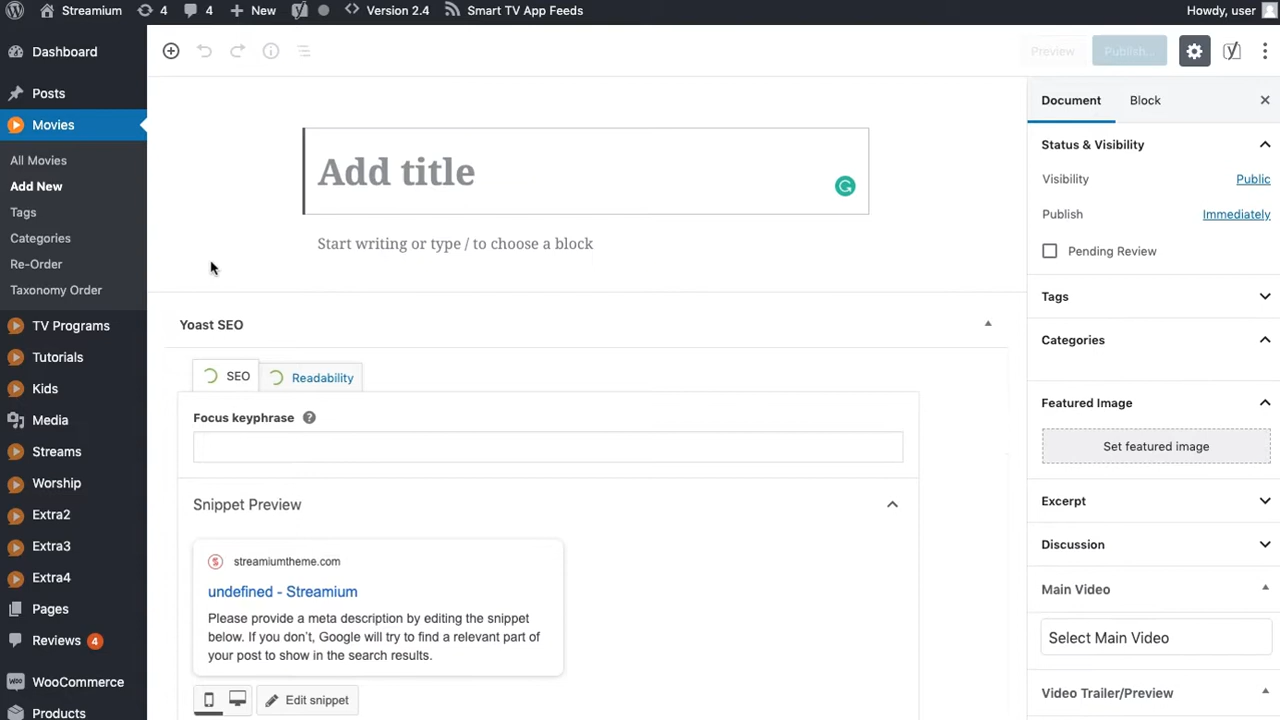 Streamium 4 4 + New Version 2.4 Smart TV App Feeds Howdy, user
Dashboard
Posts
Movies
All Movies
Add New
Tags
Categories
Re-Order
Taxonomy Order
TV Programs
Tutorials
Kids
Media
Streams
Worship
Extra2
Extra3
Extra4
Pages
Reviews 4
WooCommerce
Products
Preview Publish...
Add title
Start writing or type / to choose a block
Yoast SEO
SEO Readability
Focus keyphrase ?
Snippet Preview
streamiumtheme.com
undefined - Streamium
Please provide a meta description by editing the snippet
below. If you don't, Google will try to find a relevant part of
your post to show in the search results.
Edit snippet
Document Block
Status & Visibility
Visibility Public
Publish Immediately
Pending Review
Tags
Categories
Featured Image
Set featured image
Excerpt
Discussion
Main Video
Select Main Video
Video Trailer/Preview